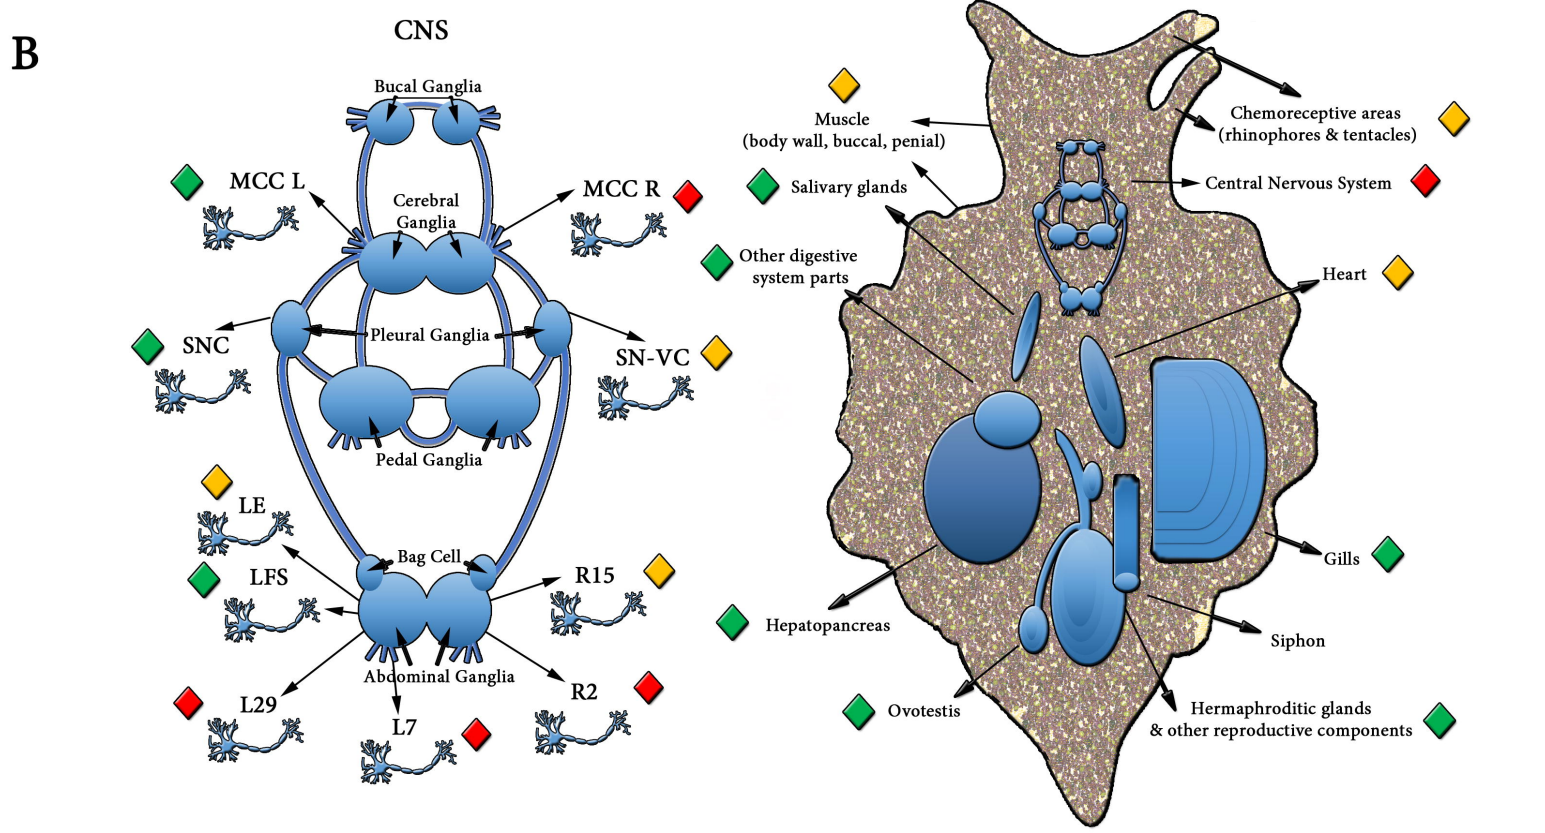 B
CNS
Bucal Ganglia
MCC L
MCC R
Cerebral
Ganglia
SNC
Pleural Ganglia
SN-VC
Pedal Ganglia
LE
Bag Cell
LFS
R15
Abdominal Ganglia
L29
L7
R2
Muscle
(body wall, buccal, penial)
Chemoreceptive areas
(rhinophores & tentacles)
Salivary glands
Central Nervous System
Other digestive
system parts
Heart
Gills
Hepatopancreas
Siphon
Ovotestis
Hermaphroditic glands
& other reproductive components